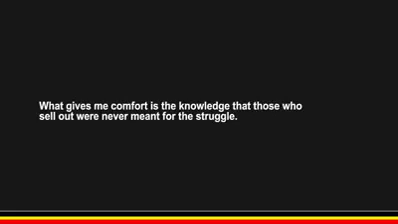 What gives me comfort is the knowledge that those who
sell out were never meant for the struggle.